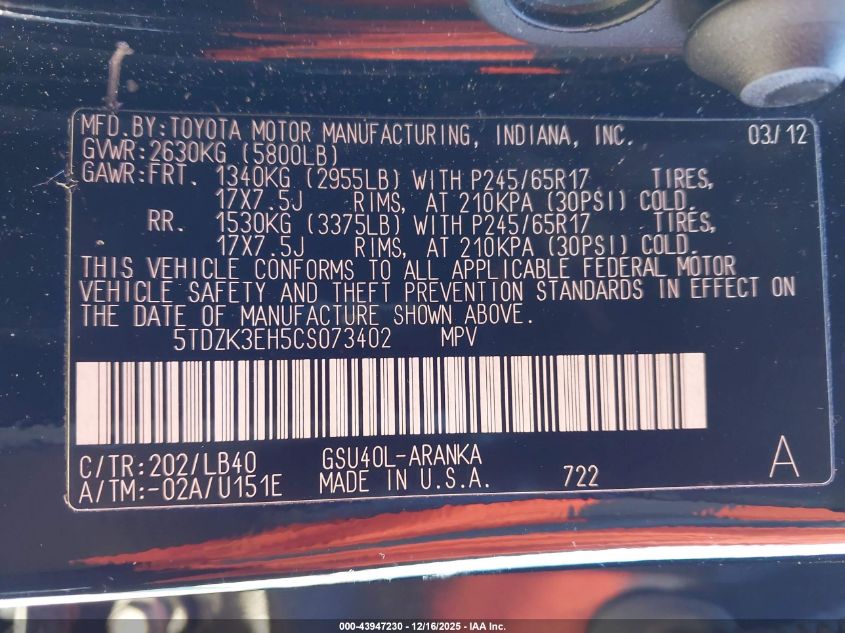 MFD.BY:TOYOTA MOTOR MANUFACTURING, INDIANA, INC. 03/12
GVWR:2630KG (5800LB)
GAWR:FRT. 1340KG (2955LB) WITH P245/65R17 TIRES,
17X7.5J RIMS, AT 210KPA (30PSI) COLD.
RR. 1530KG (3375LB) WITH P245/65R17 TIRES,
17X7.5J RIMS, AT 210KPA (30PSI) COLD.
THIS VEHICLE CONFORMS TO ALL APPLICABLE FEDERAL MOTOR
VEHICLE SAFETY AND THEFT PREVENTION STANDARDS IN EFFECT ON
THE DATE OF MANUFACTURE SHOWN ABOVE.
5TDZK3EH5CS073402 MPV
C/TR:202/LB40 GSU40L-ARANKA A
A/TM:-02A/U151E MADE IN U.S.A. 722
000-43947230 - 12/16/2025 - IAA Inc.